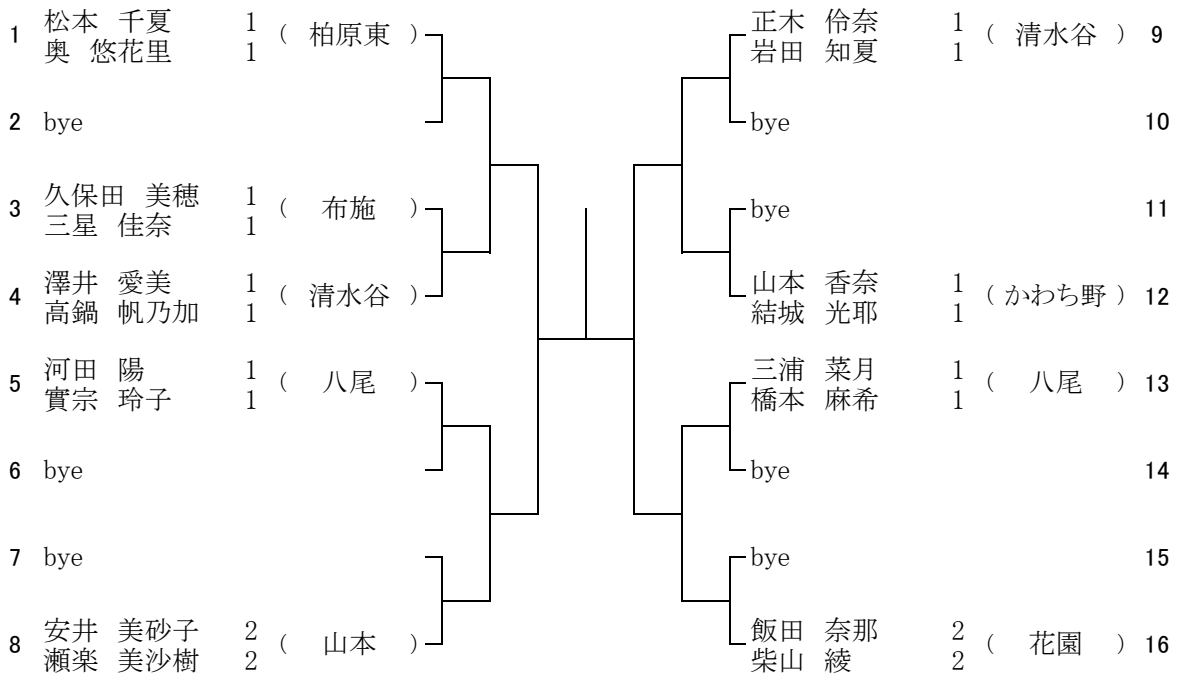 1 松本 千夏 1 ( 柏原東 )
奥 悠花里 1
2 bye
3 久保田 美穂 1 ( 布施 )
三星 佳奈 1
4 澤井 愛美 1 ( 清水谷 )
高鍋 帆乃加 1
5 河田 陽 1 ( 八尾 )
實宗 玲子 1
6 bye
7 bye
8 安井 美砂子 2 ( 山本 )
瀬楽 美沙樹 2
正木 伶奈 1 ( 清水谷 ) 9
岩田 知夏 1
bye 10
bye 11
山本 香奈 1 ( かわち野 ) 12
結城 光耶 1
三浦 菜月 1 ( 八尾 ) 13
橋本 麻希 1
bye 14
bye 15
飯田 奈那 2 ( 花園 ) 16
柴山 綾 2